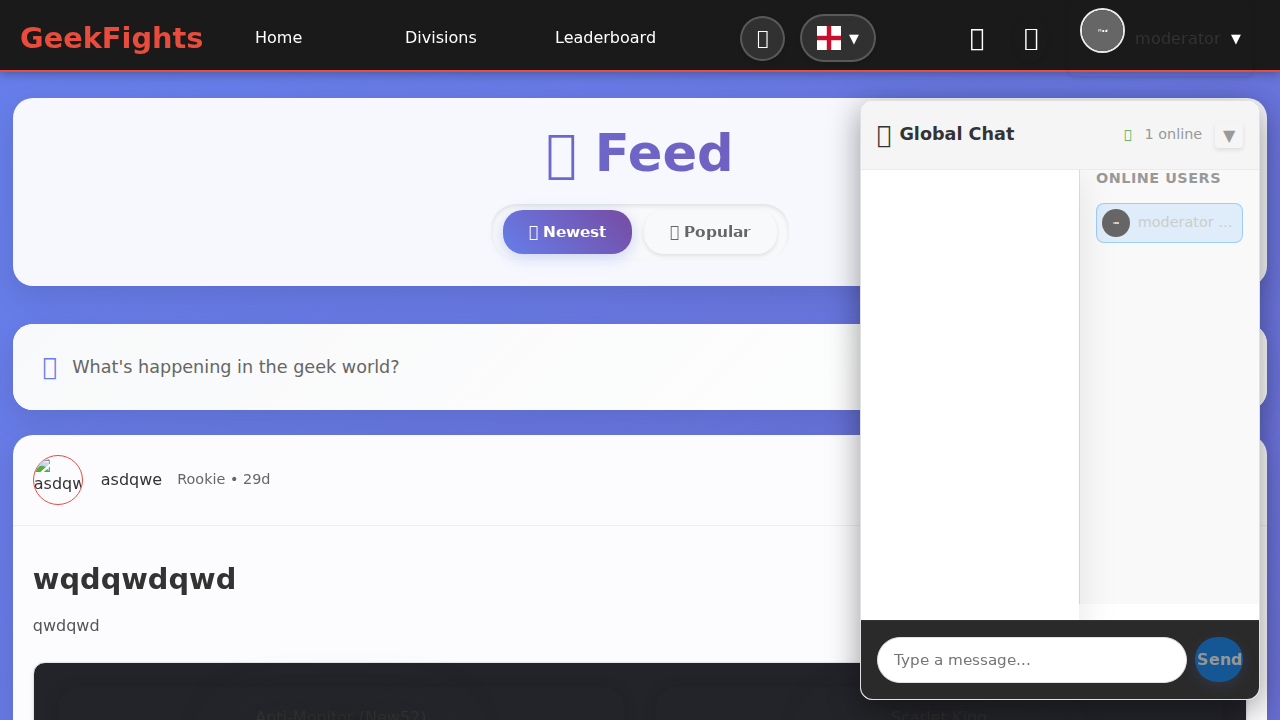 GeekFights
Home
Divisions
Leaderboard
▼
moderator ▼
Feed
Newest
Popular
What's happening in the geek world?
asdqw
asdqwe
Rookie • 29d
wqdqwdqwd
qwdqwd
Anti-Monitor (New52)
Scarlet King
Global Chat
1 online
▼
ONLINE USERS
moderator ...
Type a message...
Send